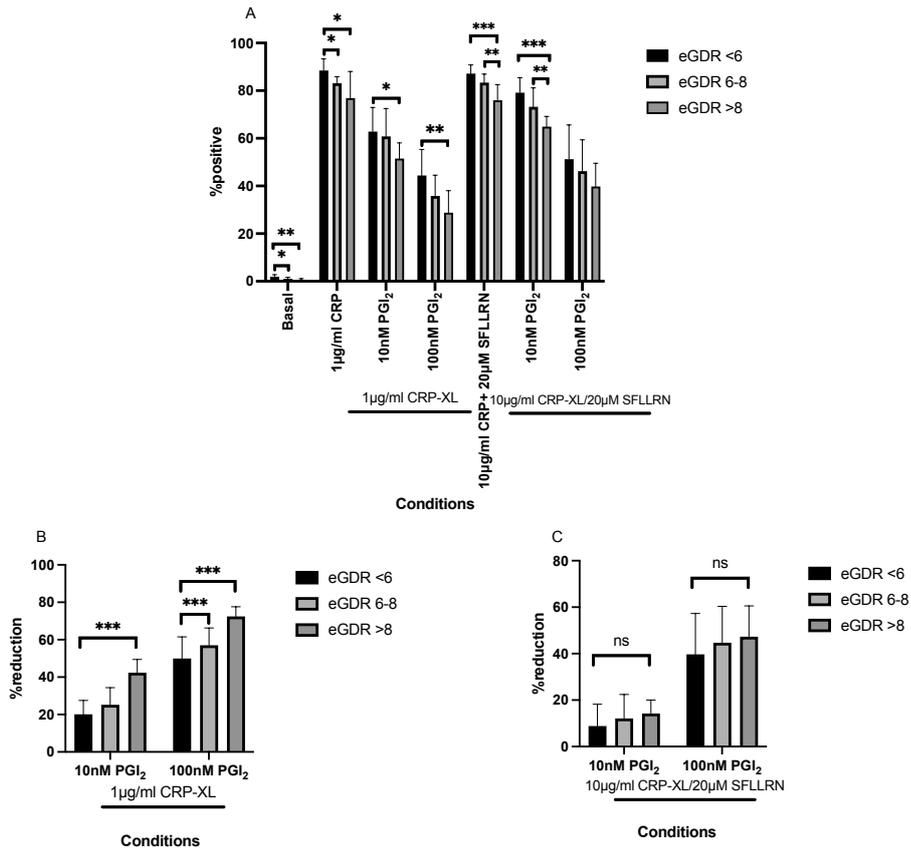 A
%positive
100
80
60
40
20
0
** 
*
*
*
*
**
***
**
***
**
eGDR <6
eGDR 6-8
eGDR >8
Basal
1µg/ml CRP
10nM PGI₂
100nM PGI₂
10µg/ml CRP+ 20µM SFLLRN
10nM PGI₂
100nM PGI₂
1µg/ml CRP-XL
10µg/ml CRP-XL/20µM SFLLRN
Conditions
B
%reduction
100
80
60
40
20
0
***
***
***
eGDR <6
eGDR 6-8
eGDR >8
10nM PGI₂
100nM PGI₂
1µg/ml CRP-XL
Conditions
C
%reduction
80
60
40
20
0
ns
ns
eGDR <6
eGDR 6-8
eGDR >8
10nM PGI₂
100nM PGI₂
10µg/ml CRP-XL/20µM SFLLRN
Conditions